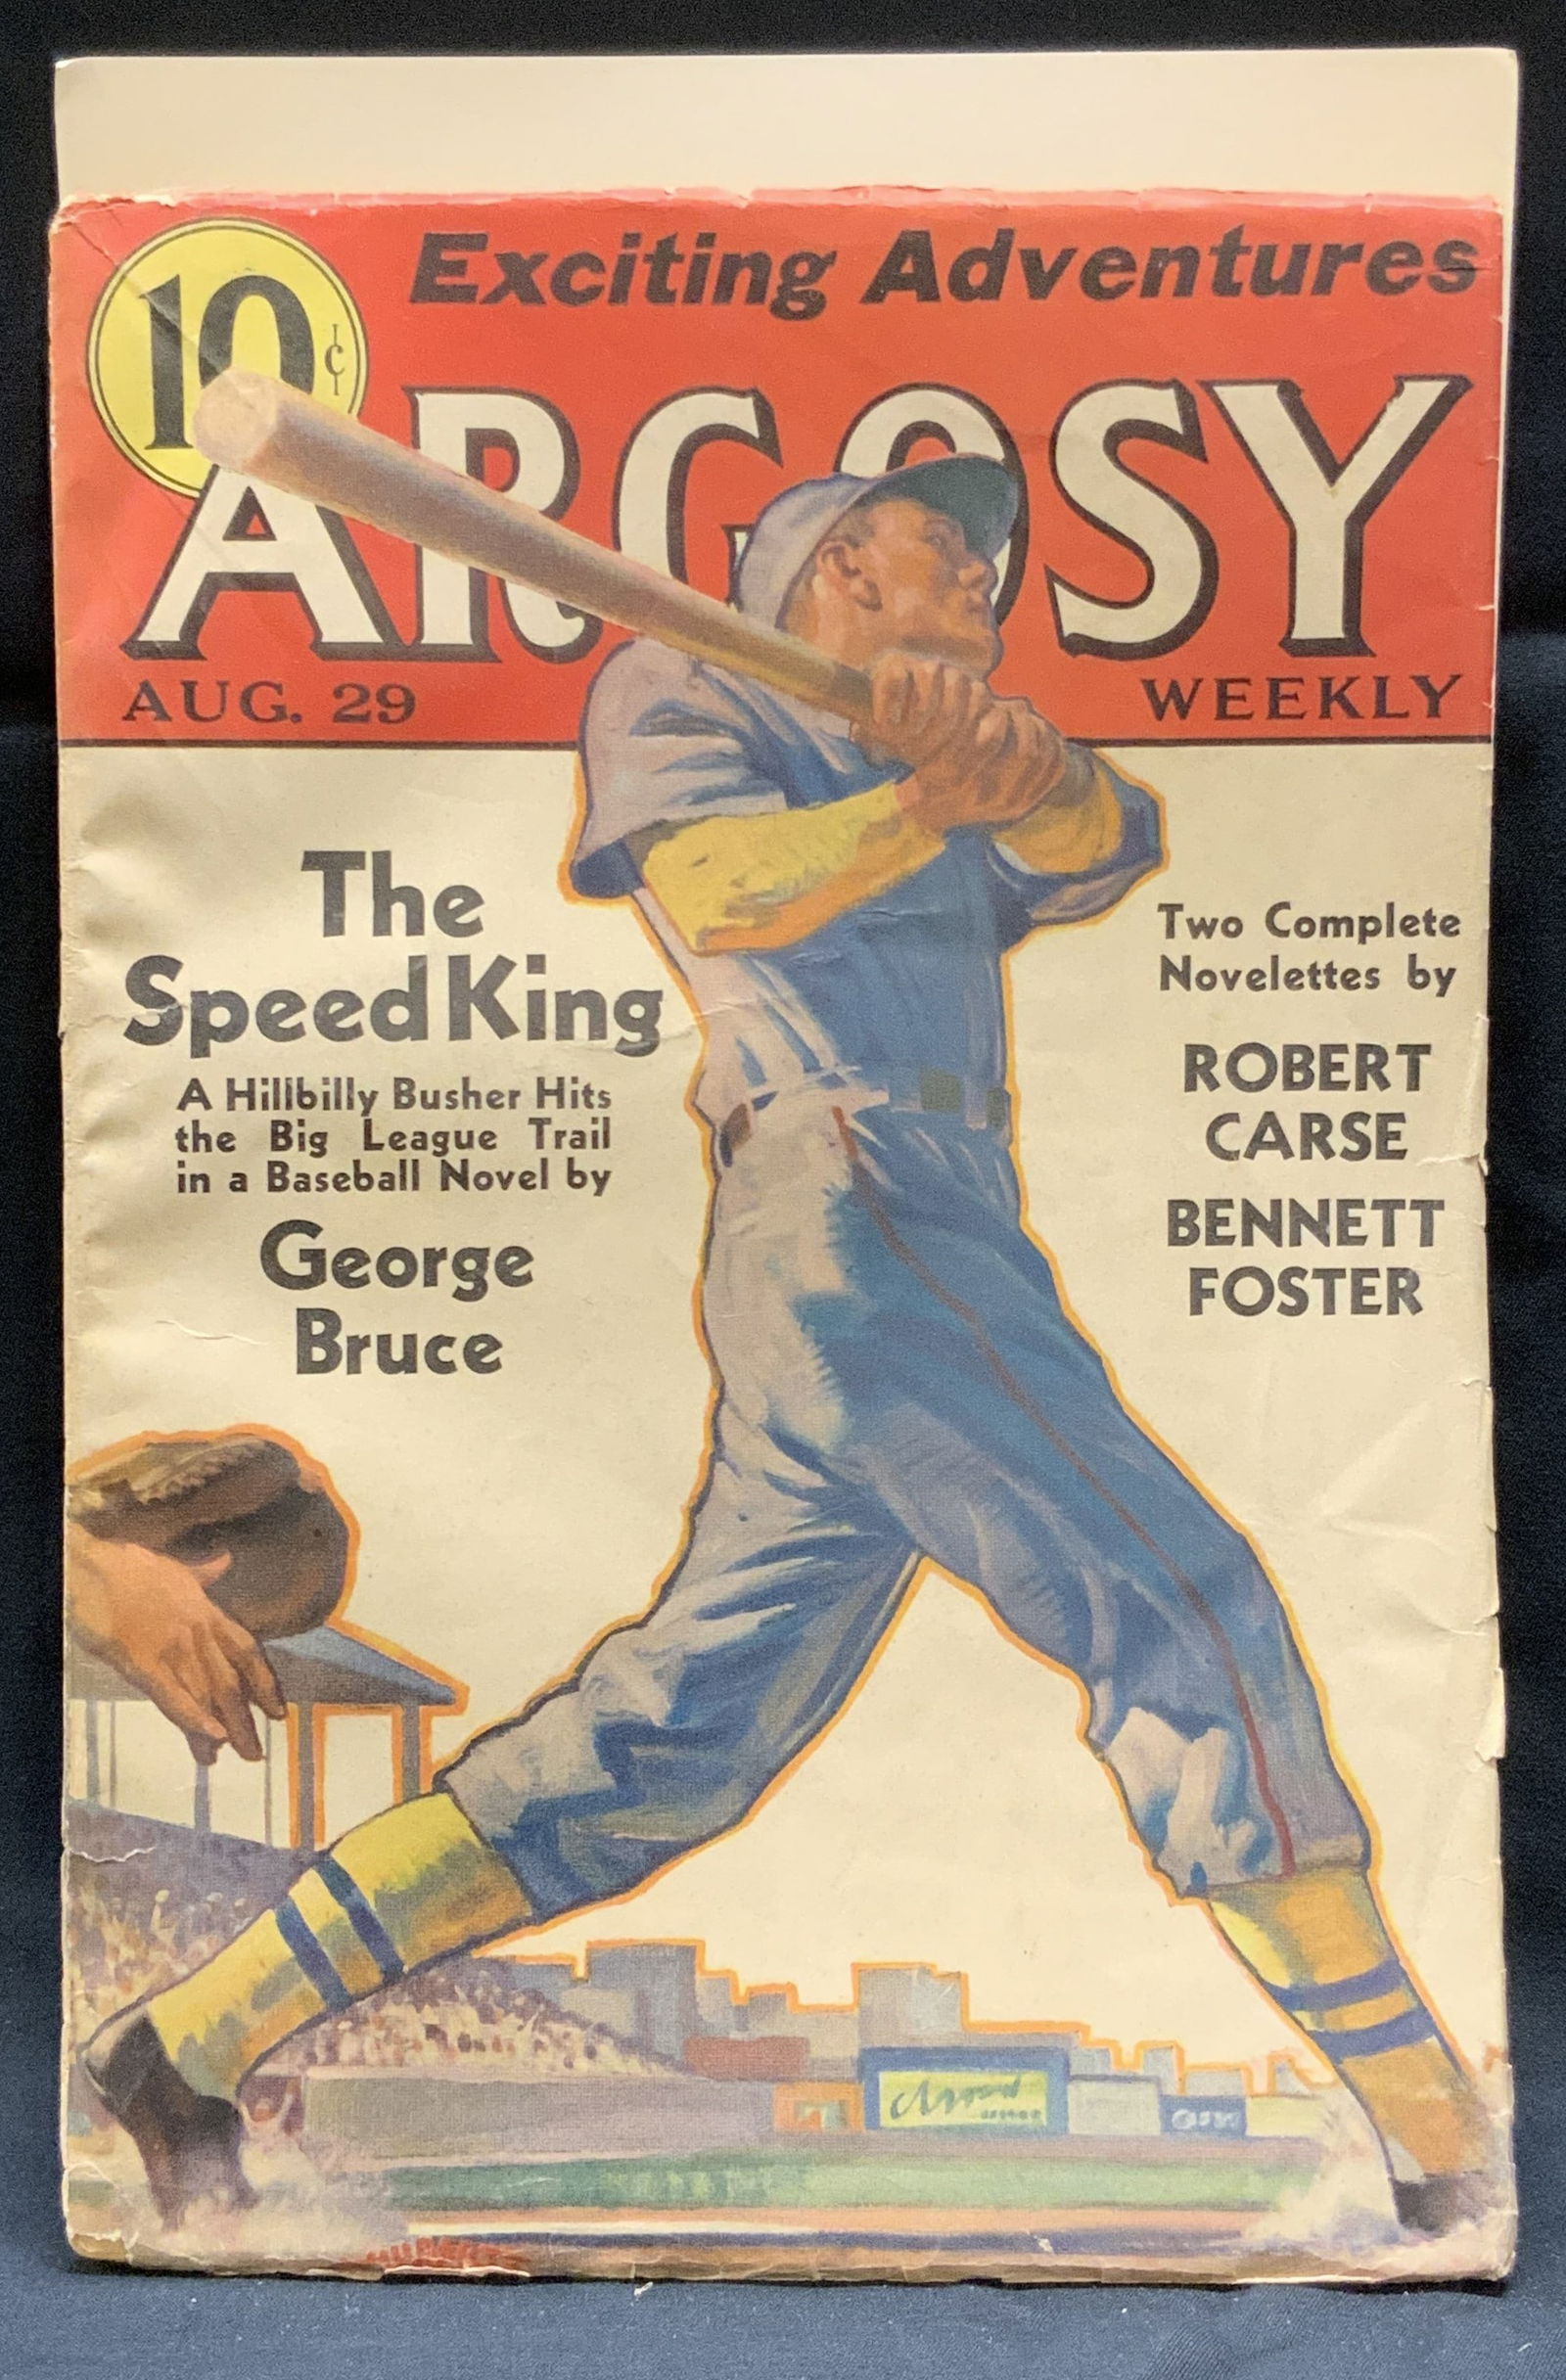 10¢
Exciting Adventures
ARGOSY
AUG. 29
WEEKLY
The
Speed King
A Hillbilly Busher Hits
the Big League Trail
in a Baseball Novel by
George
Bruce
Two Complete
Novelettes by
ROBERT
CARSE
BENNETT
FOSTER